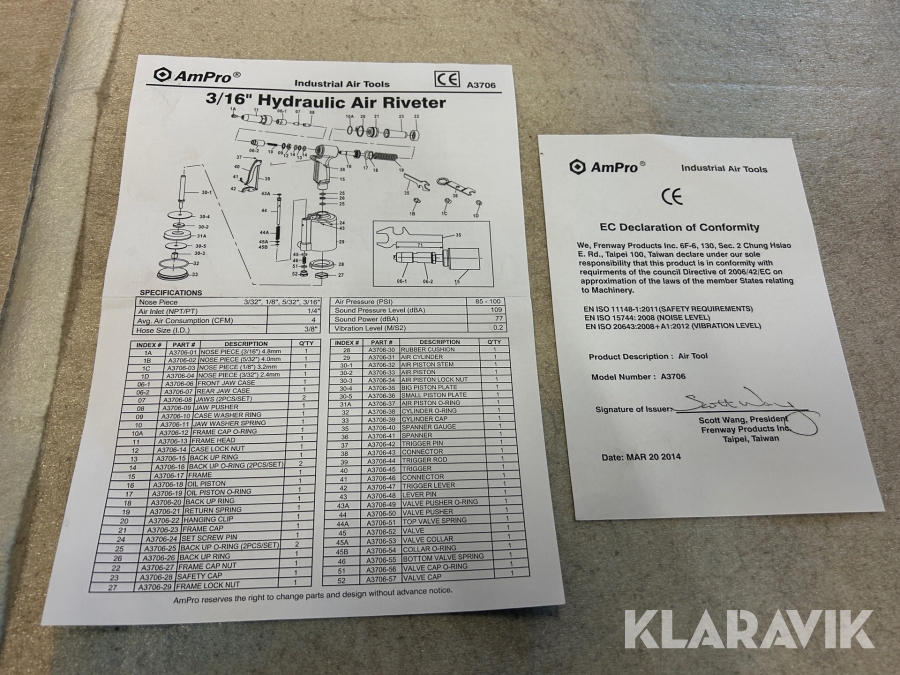 AmPro®
Industrial Air Tools
CE
A3706
3/16" Hydraulic Air Riveter
SPECIFICATIONS
Nose Piece 3/32", 1/8", 5/32", 3/16"
Air Inlet (NPT/PT) 1/4"
Avg. Air Consumption (CFM) 4
Hose Size (I.D.) 3/8"
Air Pressure (PSI) 85 - 100
Sound Pressure Level (dBA) 109
Sound Power (dBA) 77
Vibration Level (M/S2) 0.2
INDEX # PART # DESCRIPTION Q'TY
1A A3706-01 NOSE PIECE (3/16") 4.8mm 1
1B A3706-02 NOSE PIECE (5/32") 4.0mm 1
1C A3706-03 NOSE PIECE (1/8") 3.2mm 1
1D A3706-04 NOSE PIECE (3/32") 2.4mm 1
06-1 A3706-06 FRONT JAW CASE 1
06-2 A3706-07 REAR JAW CASE 1
07 A3706-08 JAWS (2PCS/SET) 2
08 A3706-09 JAW PUSHER 1
09 A3706-10 CASE WASHER RING 1
10 A3706-11 JAW WASHER SPRING 1
10A A3706-12 FRAME CAP O-RING 1
11 A3706-13 FRAME HEAD 1
12 A3706-14 CASE LOCK NUT 1
13 A3706-15 BACK UP RING 1
14 A3706-16 BACK UP O-RING (2PCS/SET) 2
15 A3706-17 FRAME 1
16 A3706-18 OIL PISTON 1
17 A3706-19 OIL PISTON O-RING 1
18 A3706-20 BACK UP RING 1
19 A3706-21 RETURN SPRING 1
20 A3706-22 HANGING CLIP 1
21 A3706-23 FRAME CAP 1
24 A3706-24 SET SCREW PIN 1
25 A3706-25 BACK UP O-RING (2PCS/SET) 2
26 A3706-26 BACK UP RING 1
22 A3706-27 FRAME CAP NUT 1
23 A3706-28 SAFETY CAP 1
27 A3706-29 FRAME LOCK NUT 1
INDEX # PART # DESCRIPTION Q'TY
28 A3706-30 RUBBER CUSHION 1
29 A3706-31 AIR CYLINDER 1
30-1 A3706-32 AIR PISTON STEM 1
30-2 A3706-33 AIR PISTON 1
30-3 A3706-34 AIR PISTON LOCK NUT 1
30-4 A3706-35 BIG PISTON PLATE 1
30-5 A3706-36 SMALL PISTON PLATE 1
31A A3706-37 AIR PISTON O-RING 1
32 A3706-38 CYLINDER O-RING 1
33 A3706-39 CYLINDER CAP 1
35 A3706-40 SPANNER GAUGE 1
36 A3706-41 SPANNER 1
37 A3706-42 TRIGGER PIN 1
38 A3706-43 CONNECTOR 1
39 A3706-44 TRIGGER ROD 1
40 A3706-45 TRIGGER 1
41 A3706-46 CONNECTOR 1
42 A3706-47 TRIGGER LEVER 1
43 A3706-48 LEVER PIN 1
43A A3706-49 VALVE PUSHER O-RING 1
44 A3706-50 VALVE PUSHER 1
44A A3706-51 TOP VALVE SPRING 1
45 A3706-52 VALVE 1
45A A3706-53 VALVE COLLAR 1
45B A3706-54 COLLAR O-RING 1
46 A3706-55 BOTTOM VALVE SPRING 1
51 A3706-56 VALVE CAP O-RING 1
52 A3706-57 VALVE CAP 1
AmPro reserves the right to change parts and design without advance notice.
AmPro®
Industrial Air Tools
CE
EC Declaration of Conformity
We, Frenway Products Inc. 6F-6, 130, Sec. 2 Chung Hsiao
E. Rd., Taipei 100, Taiwan declare under our sole
responsibility that this product is in conformity with
requirments of the council Directive of 2006/42/EC on
approximation of the laws of the member States relating
to Machinery.
EN ISO 11148-1:2011(SAFETY REQUIREMENTS)
EN ISO 15744: 2008 (NOISE LEVEL)
EN ISO 20643:2008+A1:2012 (VIBRATION LEVEL)
Product Description : Air Tool
Model Number : A3706
Signature of Issuer: Scott Wang
Scott Wang, President
Frenway Products Inc.
Taipei, Taiwan
Date: MAR 20 2014
KLARAVIK